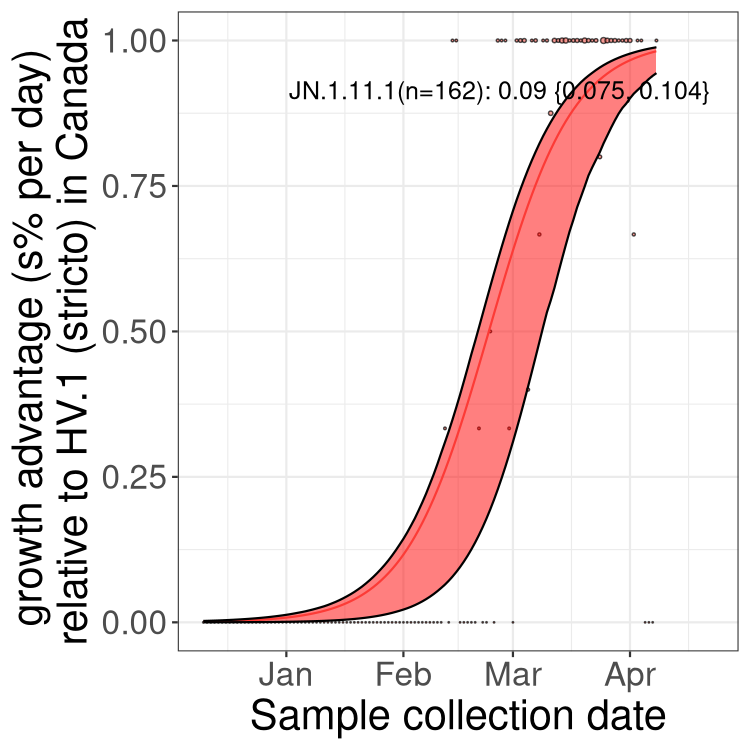 growth advantage (s% per day)
relative to HV.1 (stricto) in Canada
1.00
0.75
0.50
0.25
0.00
JN.1.11.1(n=162): 0.09 {0.075, 0.104}
Jan Feb Mar Apr
Sample collection date